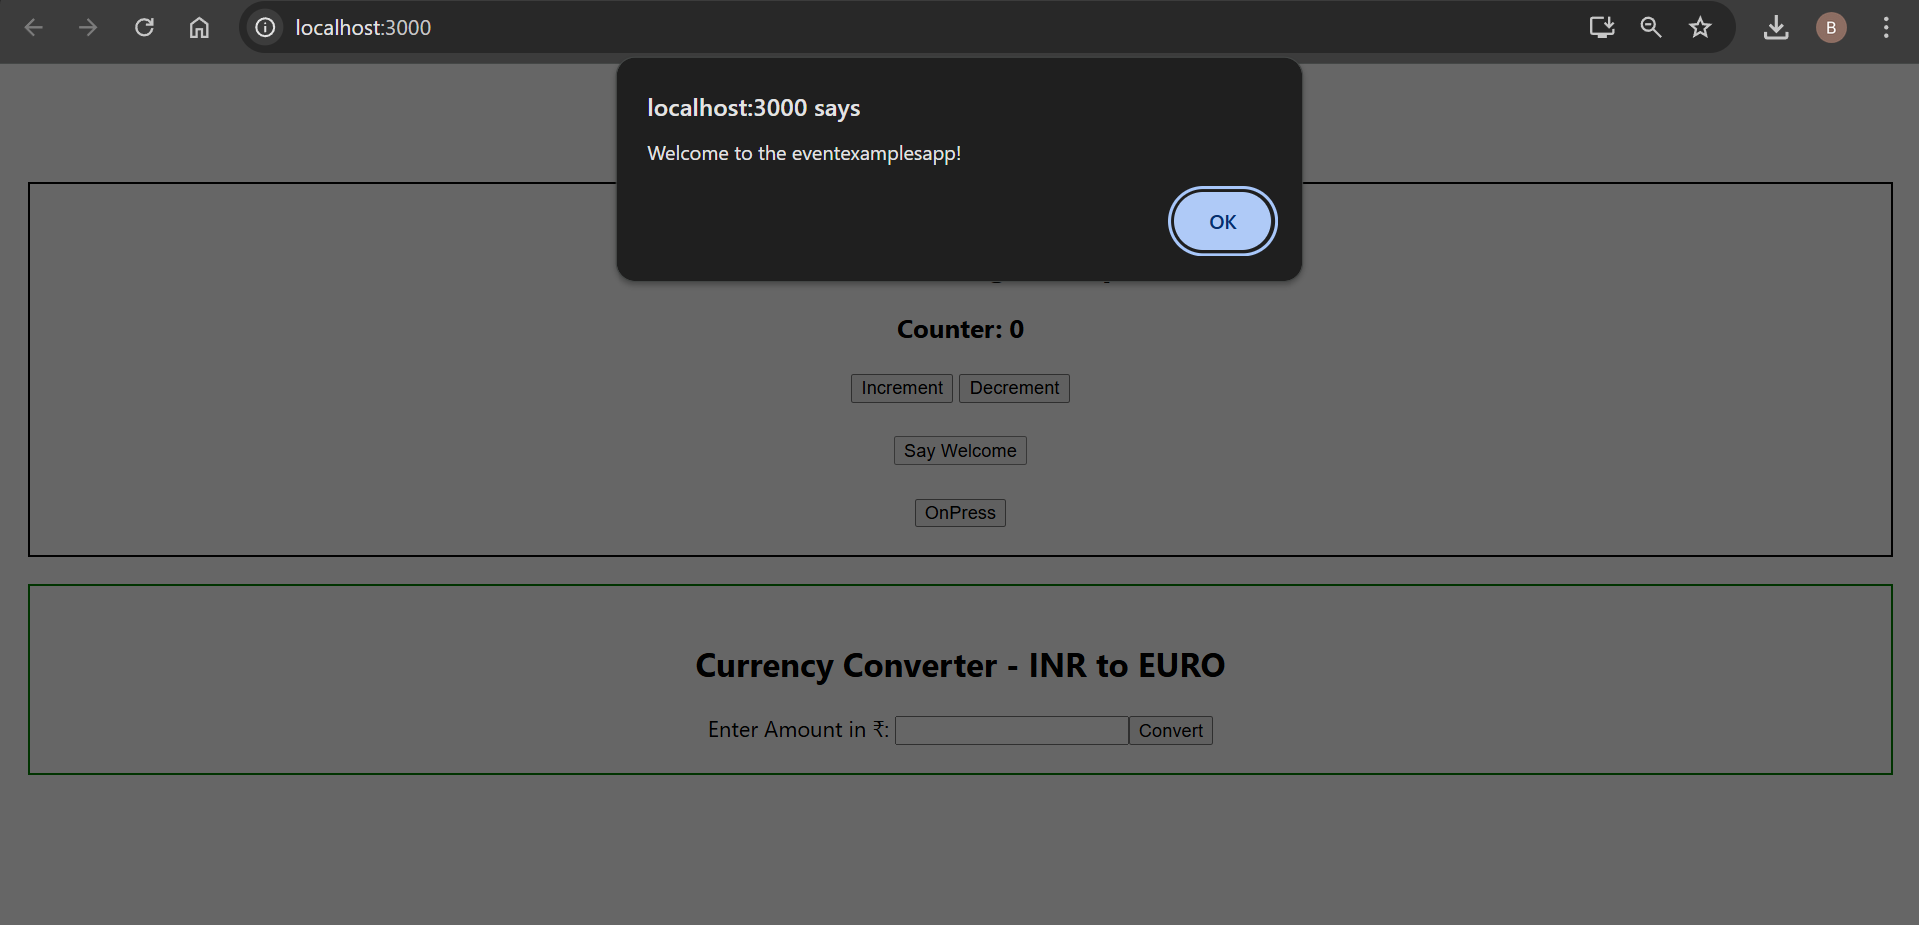 localhost:3000
B
localhost:3000 says
Welcome to the eventexamplesapp!
OK
Counter: 0
Increment Decrement
Say Welcome
OnPress
Currency Converter - INR to EURO
Enter Amount in ₹: Convert